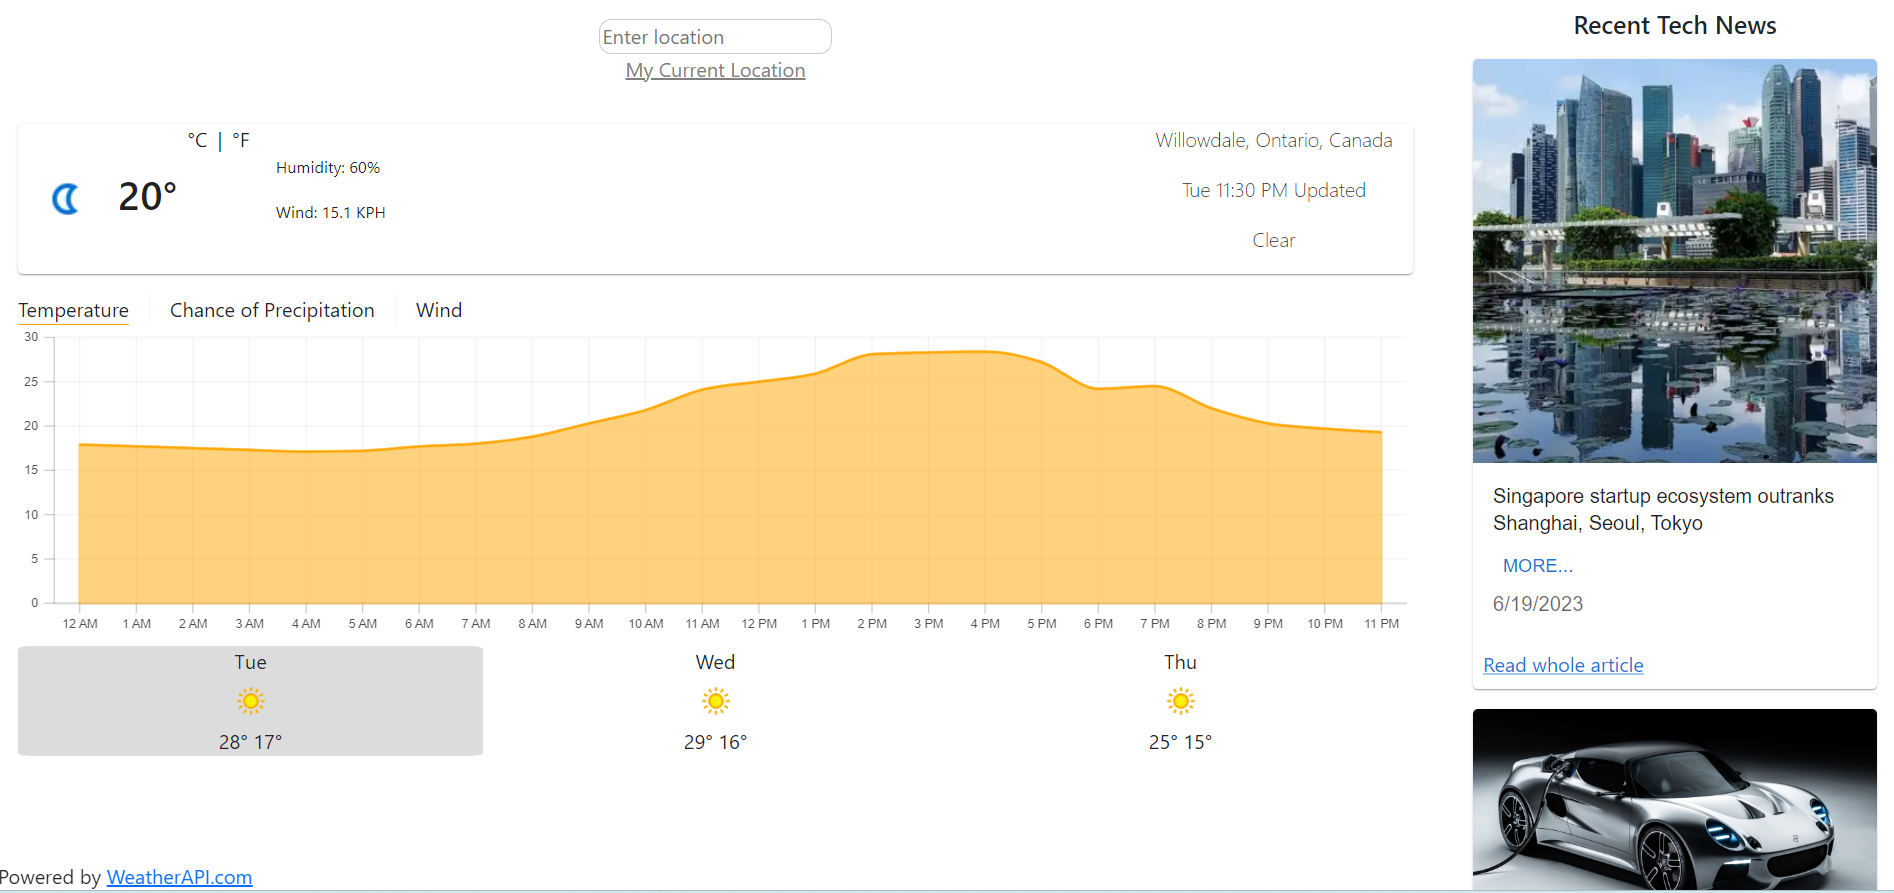 Enter location
My Current Location
°C | °F
20°
Humidity: 60%
Wind: 15.1 KPH
Willowdale, Ontario, Canada
Tue 11:30 PM Updated
Clear
Temperature
Chance of Precipitation
Wind
30
25
20
15
10
5
0
12 AM 1 AM 2 AM 3 AM 4 AM 5 AM 6 AM 7 AM 8 AM 9 AM 10 AM 11 AM 12 PM 1 PM 2 PM 3 PM 4 PM 5 PM 6 PM 7 PM 8 PM 9 PM 10 PM 11 PM
Tue
28° 17°
Wed
29° 16°
Thu
25° 15°
Powered by WeatherAPI.com
Recent Tech News
Singapore startup ecosystem outranks
Shanghai, Seoul, Tokyo
MORE...
6/19/2023
Read whole article